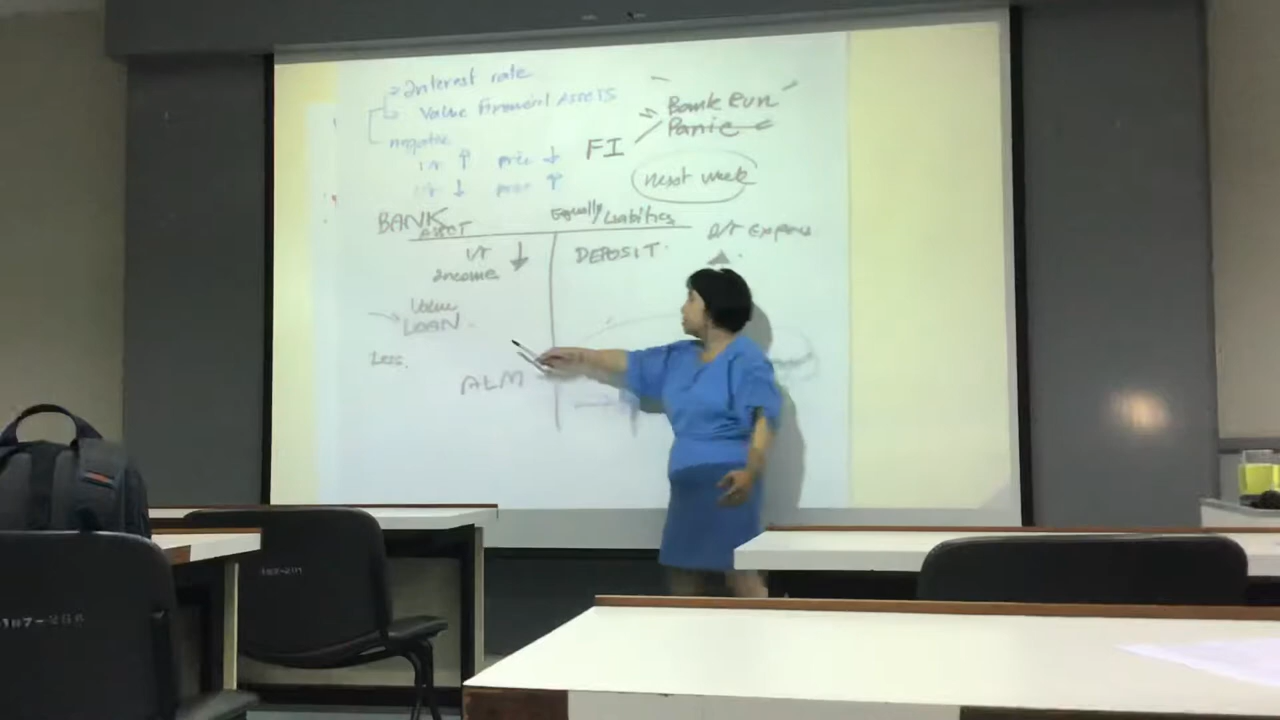 Interest rate
Value Financial ASSETS
negative
i/r ↑ price ↓
i/r ↓ price ↑
Bank Run
Panic
FI
next week
BANK
ASSET
Equity/Liabilities
DEPOSIT
i/r Expense
i/r ↓
Income
Value
LOAN
Less.
ALM